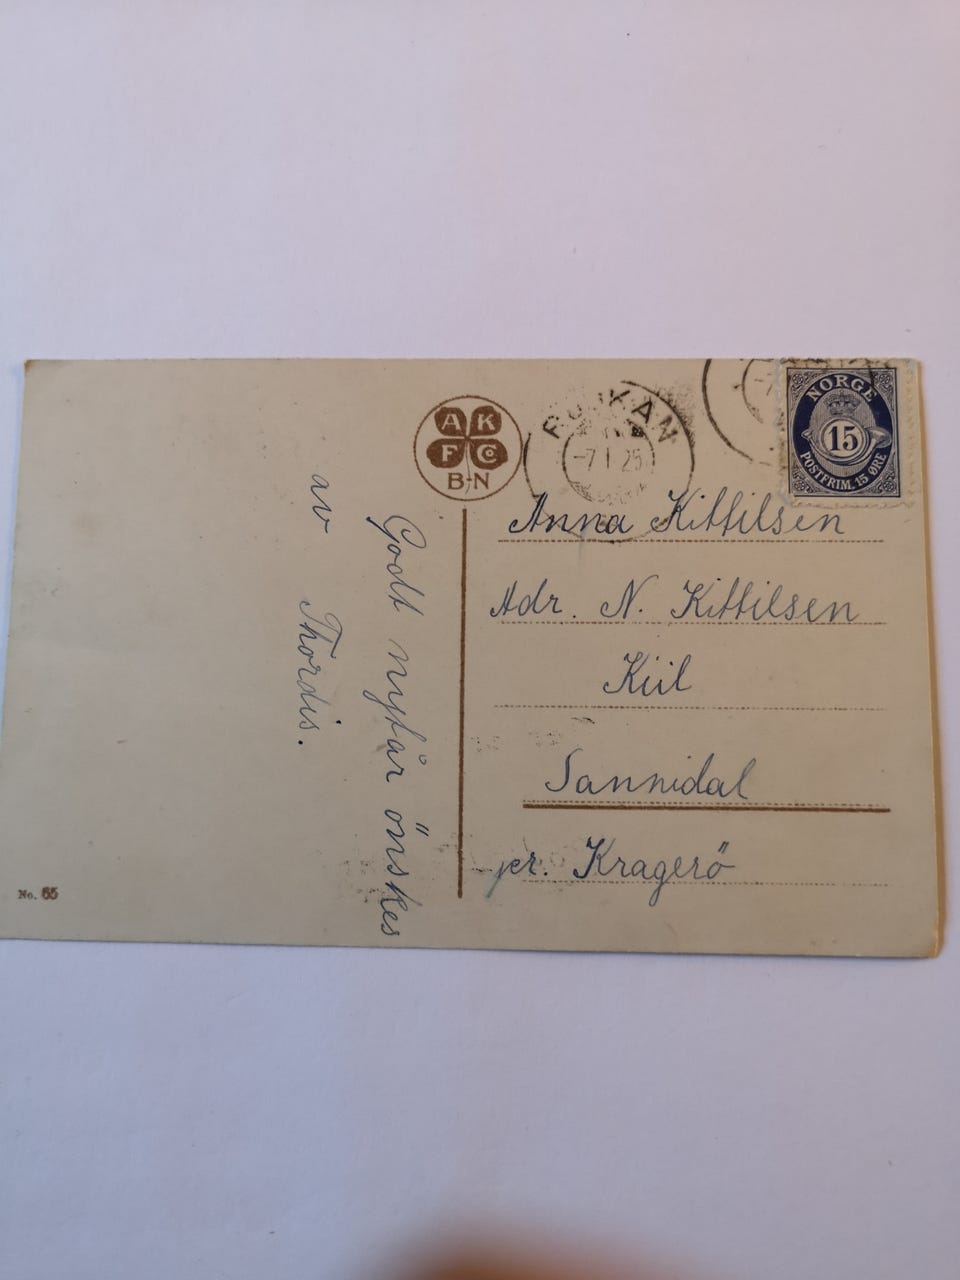 AK
FCo
B-N
RJUKAN
-7 I 25
NORGE
15
POSTFRIM. 15 ØRE
Godt nytår önskes
av Thordis.
Anna Kittilsen
Adr. N. Kittilsen
Kiil
Sannidal
pr. Kragerö
No. 65